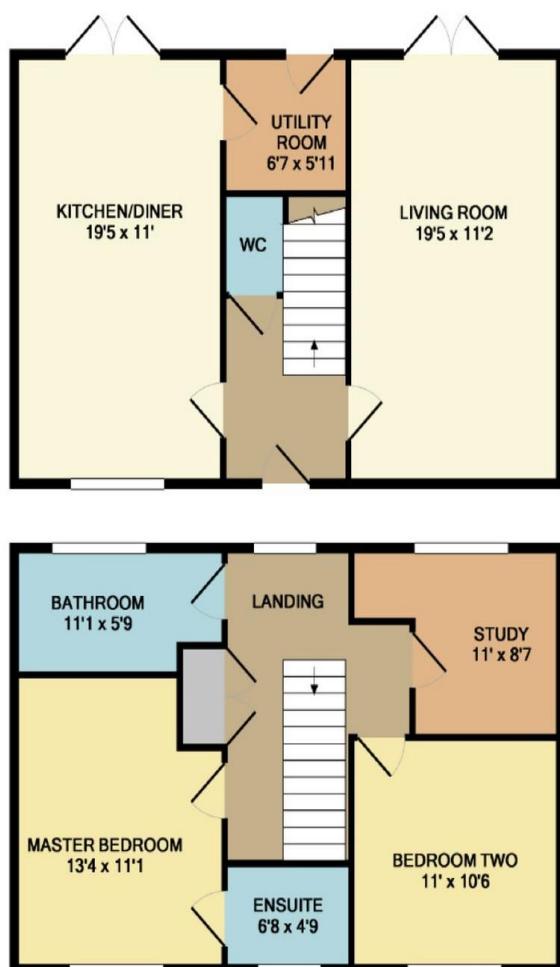 UTILITY
ROOM
6'7 x 5'11
KITCHEN/DINER
19'5 x 11'
LIVING ROOM
19'5 x 11'2
WC
BATHROOM
11'1 x 5'9
LANDING
STUDY
11' x 8'7
MASTER BEDROOM
13'4 x 11'1
BEDROOM TWO
11' x 10'6
ENSUITE
6'8 x 4'9